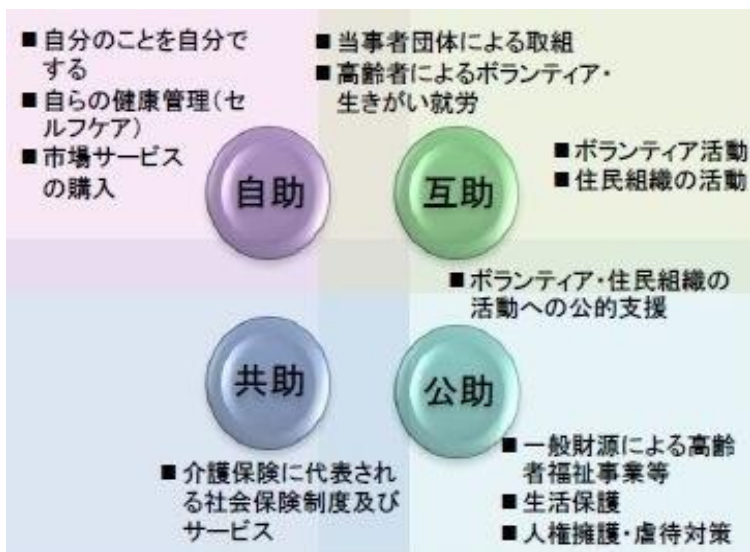 ■ 自分のことを自分で
する
■ 自らの健康管理(セ
ルフケア)
■ 市場サービス
の購入
■ 当事者団体による取組
■ 高齢者によるボランティア・
生きがい就労
■ ボランティア活動
■ 住民組織の活動
自助
互助
■ ボランティア・住民組織の
活動への公的支援
共助
公助
■ 介護保険に代表され
る社会保険制度及び
サービス
■ 一般財源による高齢
者福祉事業等
■ 生活保護
■ 人権擁護・虐待対策